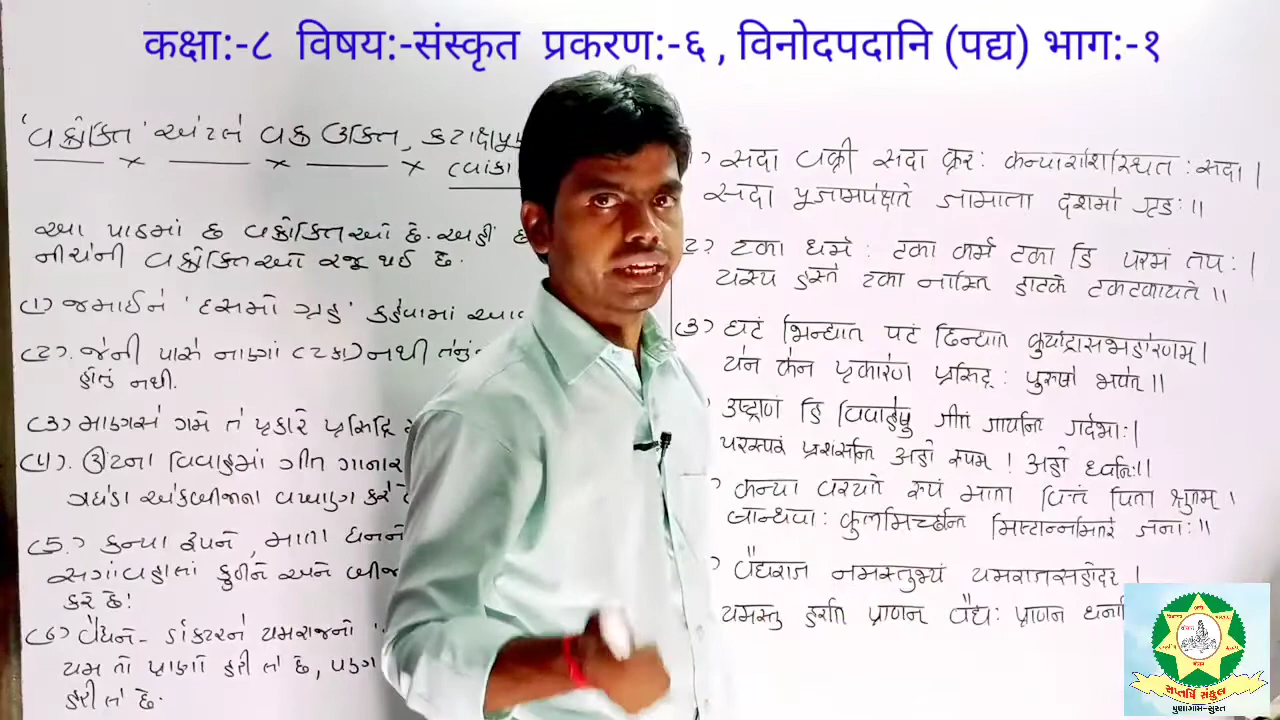 कक्षा:-८ विषय:-संस्कृत प्रकरण:-६ , विनोदपदानि (पद्य) भाग:-१
'વક્રોક્તિ' એટલે વક્ર ઉક્તિ, કટાક્ષપૂ
(વાંકા
આ પાઠમાં છ વક્રોક્તિઓ છે. અહીં
નીચેની વક્રોક્તિઓ રજૂ થઈ છે.
(૧) જમાઈને 'દસમો ગ્રહ' કહેવામાં આવ
(૨). જેની પાસે નાણાં (ટકા) નથી તેનું
હોતું નથી.
(૩) માણસે ગમે તે પ્રકારે પ્રસિદ્ધિ
(૪). ઊંટના વિવાહમાં ગીત ગાનાર
ગધેડા એકબીજાના વખાણ કરે
(૫). કન્યા રૂપને, માતા ધનને
સગાંવહાલાં કુળને અને બીજ
કરે છે!
(૬) વૈદ્યને - ડૉક્ટરને યમરાજનો
યમ તો પ્રાણો હરી લે છે, પણ
હરી લે છે.
सदा वक्री सदा क्रूरः कन्याराशिस्थितः सदा |
सदा पूजामपेक्षते जामाता दशमो ग्रहः ||
टका धर्मः टका कर्म टका हि परमं तपः |
यस्य हस्ते टका नास्ति हाटके टकटकायते ||
(૩) घटं भिन्द्यात् पटं छिन्द्यात् कुर्याद्रासभरोहणम् |
येन केन प्रकारेण प्रसिद्धः पुरुषो भवेत् ||
उष्ट्राणां हि विवाहेषु गीतं गायन्ति गर्दभाः |
परस्परं प्रशंसन्ति अहो रूपम् ! अहो ध्वनिः ||
कन्या वरयते रूपं माता वित्तं पिता श्रुतम् |
बान्धवाः कुलमिच्छन्ति मिष्टान्नमितरे जनाः ||
वैद्यराज नमस्तुभ्यं यमराजसहोदर |
यमस्तु हरति प्राणान् वैद्यः प्राणान् धनानि
સપ્તર્ષિ સંકુલ
પુણાગામ-સુરત